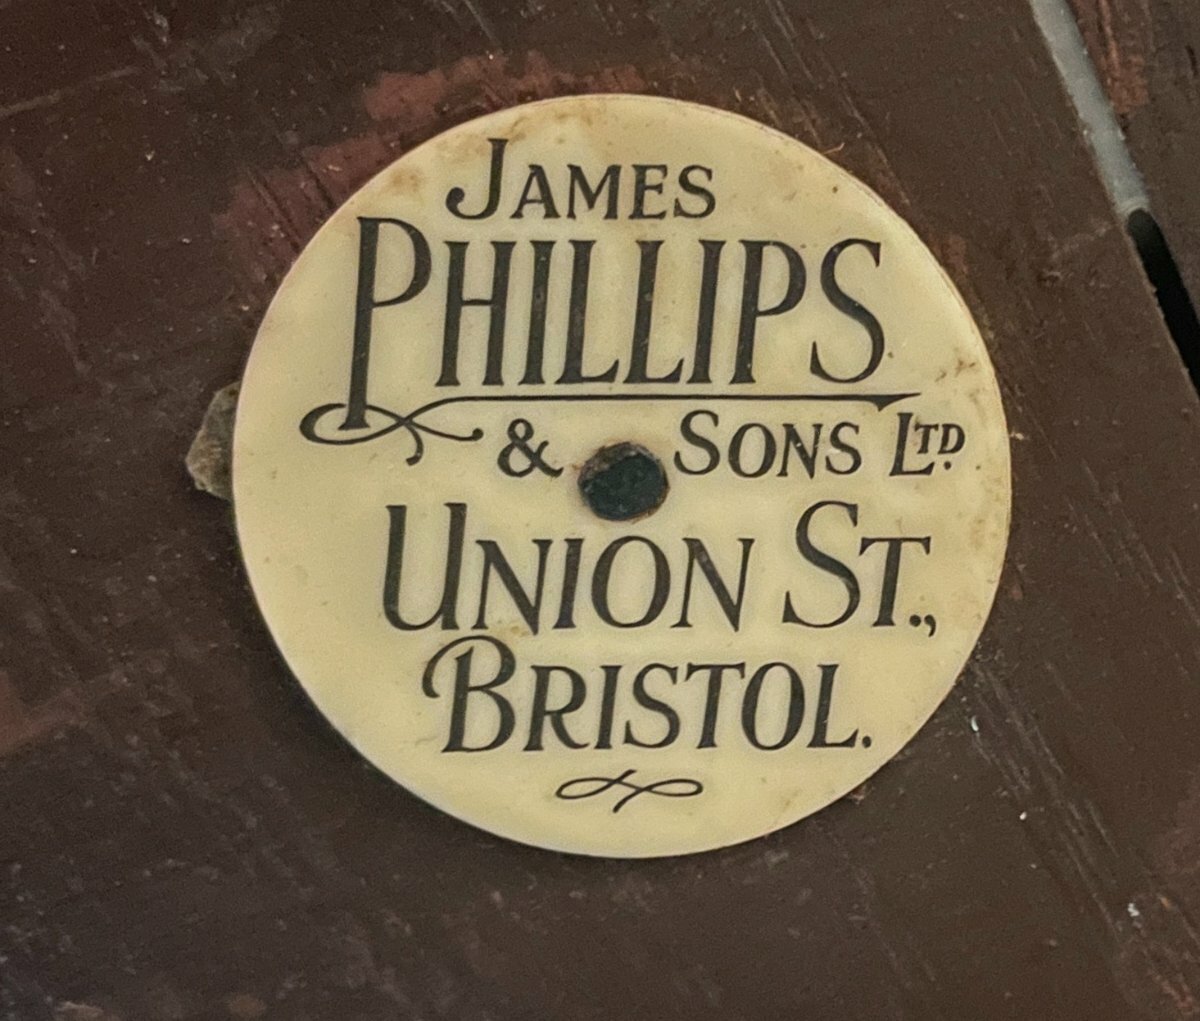 JAMES
PHILLIPS
& SONS LTD.
UNION ST.,
BRISTOL.